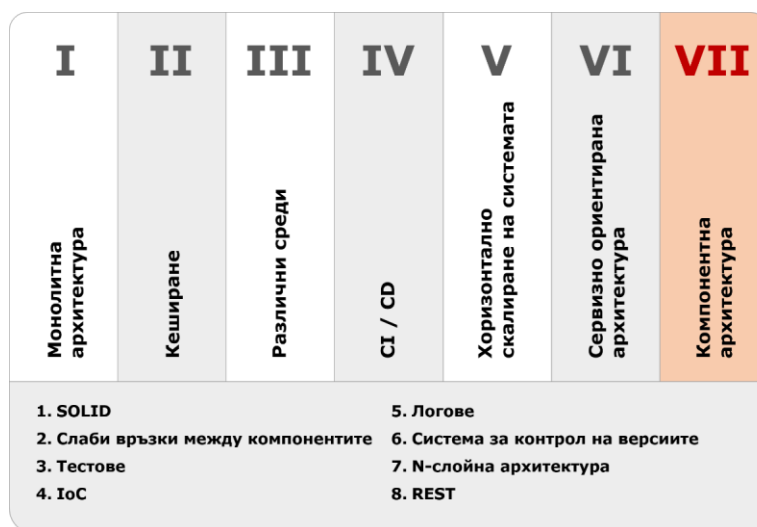 I
II
III
IV
V
VI
VII
Монолитна
архитектура
Кеширане
Различни среди
CI / CD
Хоризонтално
скалиране на системата
Сервизно ориентирана
архитектура
Компонентна
архитектура
1. SOLID
2. Слаби връзки между компонентите
3. Тестове
4. IoC
5. Логове
6. Система за контрол на версиите
7. N-слойна архитектура
8. REST